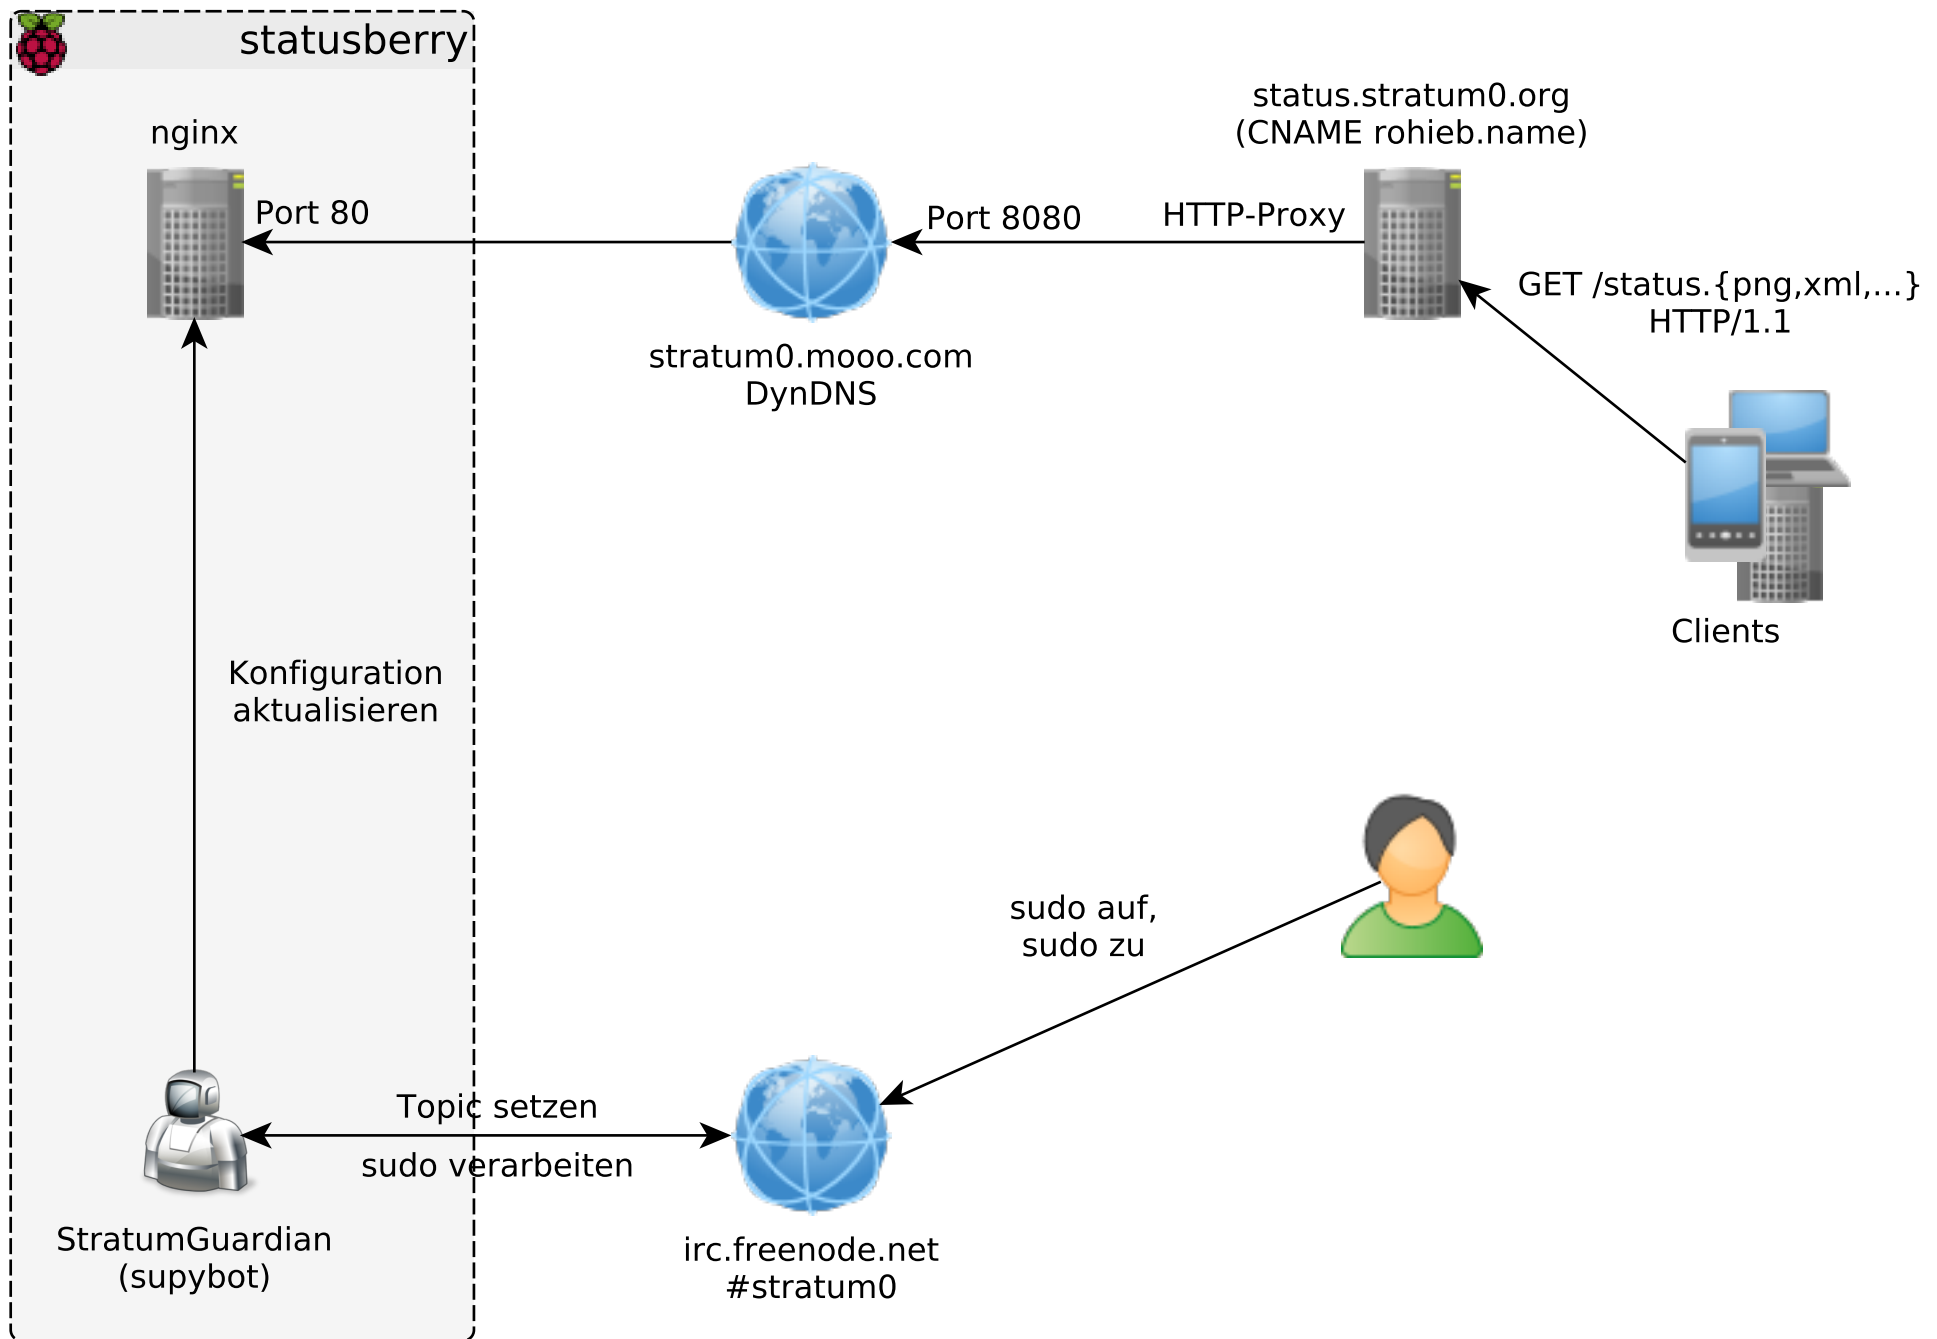 statusberry
nginx
Port 80
stratum0.mooo.com
DynDNS
Port 8080
HTTP-Proxy
status.stratum0.org
(CNAME rohieb.name)
GET /status.{png,xml,...}
HTTP/1.1
Clients
Konfiguration
aktualisieren
sudo auf,
sudo zu
Topic setzen
sudo verarbeiten
StratumGuardian
(supybot)
irc.freenode.net
#stratum0